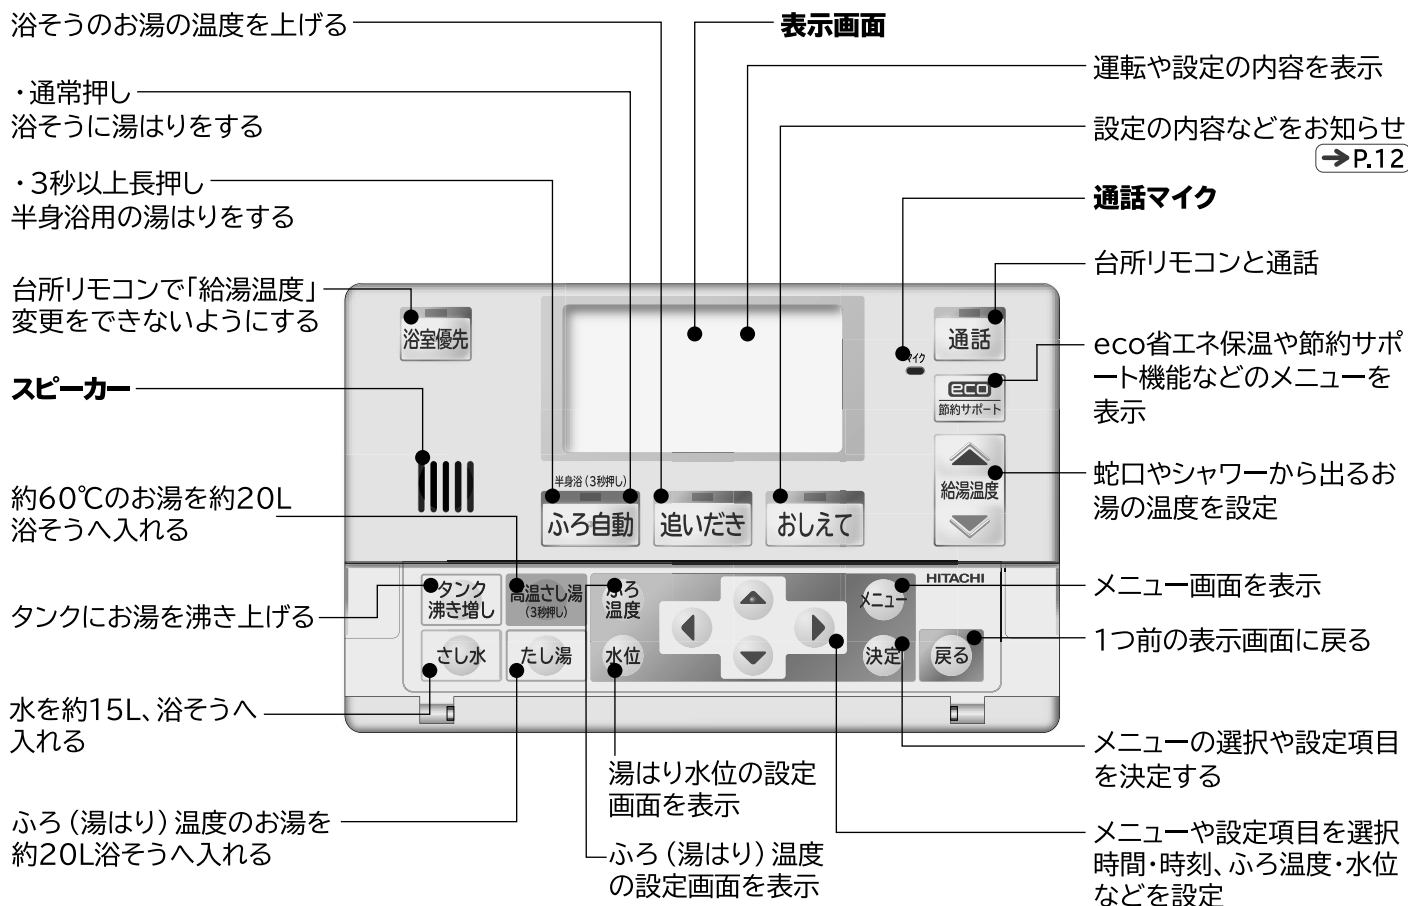 浴そうのお湯の温度を上げる
・通常押し
浴そうに湯はりをする
・3秒以上長押し
半身浴用の湯はりをする
台所リモコンで「給湯温度」
変更をできないようにする
スピーカー
約60℃のお湯を約20L
浴そうへ入れる
タンクにお湯を沸き上げる
水を約15L、浴そうへ
入れる
ふろ(湯はり)温度のお湯を
約20L浴そうへ入れる
表示画面
運転や設定の内容を表示
設定の内容などをお知らせ
➔P.12
通話マイク
台所リモコンと通話
eco省エネ保温や節約サポ
ート機能などのメニューを
表示
蛇口やシャワーから出るお
湯の温度を設定
メニュー画面を表示
1つ前の表示画面に戻る
メニューの選択や設定項目
を決定する
メニューや設定項目を選択
時間・時刻、ふろ温度・水位
などを設定
湯はり水位の設定
画面を表示
ふろ(湯はり)温度
の設定画面を表示
浴室優先
マイク
通話
eco
節約サポート
給湯温度
半身浴(3秒押し)
ふろ自動
追いだき
おしえて
HITACHI
タンク
沸き増し
高温さし湯
(3秒押し)
ふろ
温度
メニュー
さし水
たし湯
水位
決定
戻る